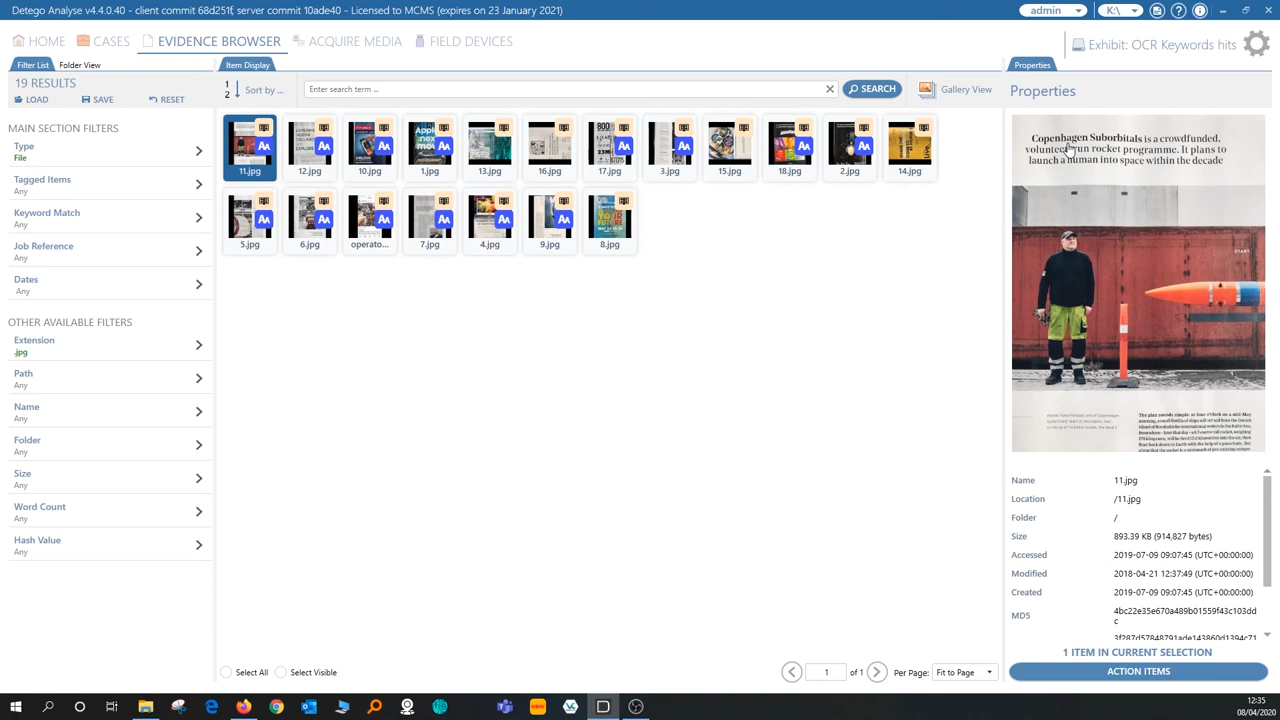 Detego Analyse v4.4.0.40 - client commit 68d251f, server commit 10ade40 - Licensed to MCMS (expires on 23 January 2021)
admin
K:\
HOME
CASES
EVIDENCE BROWSER
ACQUIRE MEDIA
FIELD DEVICES
Exhibit: OCR Keywords hits
Filter List
Folder View
Item Display
Properties
19 RESULTS
LOAD
SAVE
RESET
1
2
Sort by ...
Enter search term ...
SEARCH
Gallery View
Properties
MAIN SECTION FILTERS
Type
File
Tagged Items
Any
Keyword Match
Any
Job Reference
Any
Dates
Any
OTHER AVAILABLE FILTERS
Extension
.jpg
Path
Any
Name
Any
Folder
Any
Size
Any
Word Count
Any
Hash Value
Any
11.jpg
12.jpg
10.jpg
1.jpg
13.jpg
16.jpg
17.jpg
3.jpg
15.jpg
18.jpg
2.jpg
14.jpg
5.jpg
6.jpg
operato...
7.jpg
4.jpg
9.jpg
8.jpg
Copenhagen Suborbitals is a crowdfunded,
volunteer-run rocket programme. It plans to
launch a human into space within the decade
START
Name
11.jpg
Location
/11.jpg
Folder
/
Size
893.39 KB (914,827 bytes)
Accessed
2019-07-09 09:07:45 (UTC+00:00:00)
Modified
2018-04-21 12:37:49 (UTC+00:00:00)
Created
2019-07-09 09:07:45 (UTC+00:00:00)
MD5
4bc22e35e670a489b01559f43c103dd
c
3f287d57848791ade143860d1394c71
Select All
Select Visible
1
of 1
Per Page:
Fit to Page
1 ITEM IN CURRENT SELECTION
ACTION ITEMS
12:35
08/04/2020